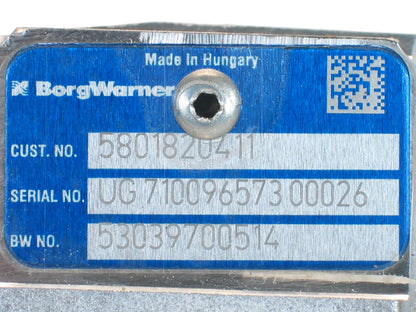 Made in Hungary
BorgWarner
CUST. NO. 5801820411
SERIAL NO. UG 710096573 00026
BW NO. 53039700514